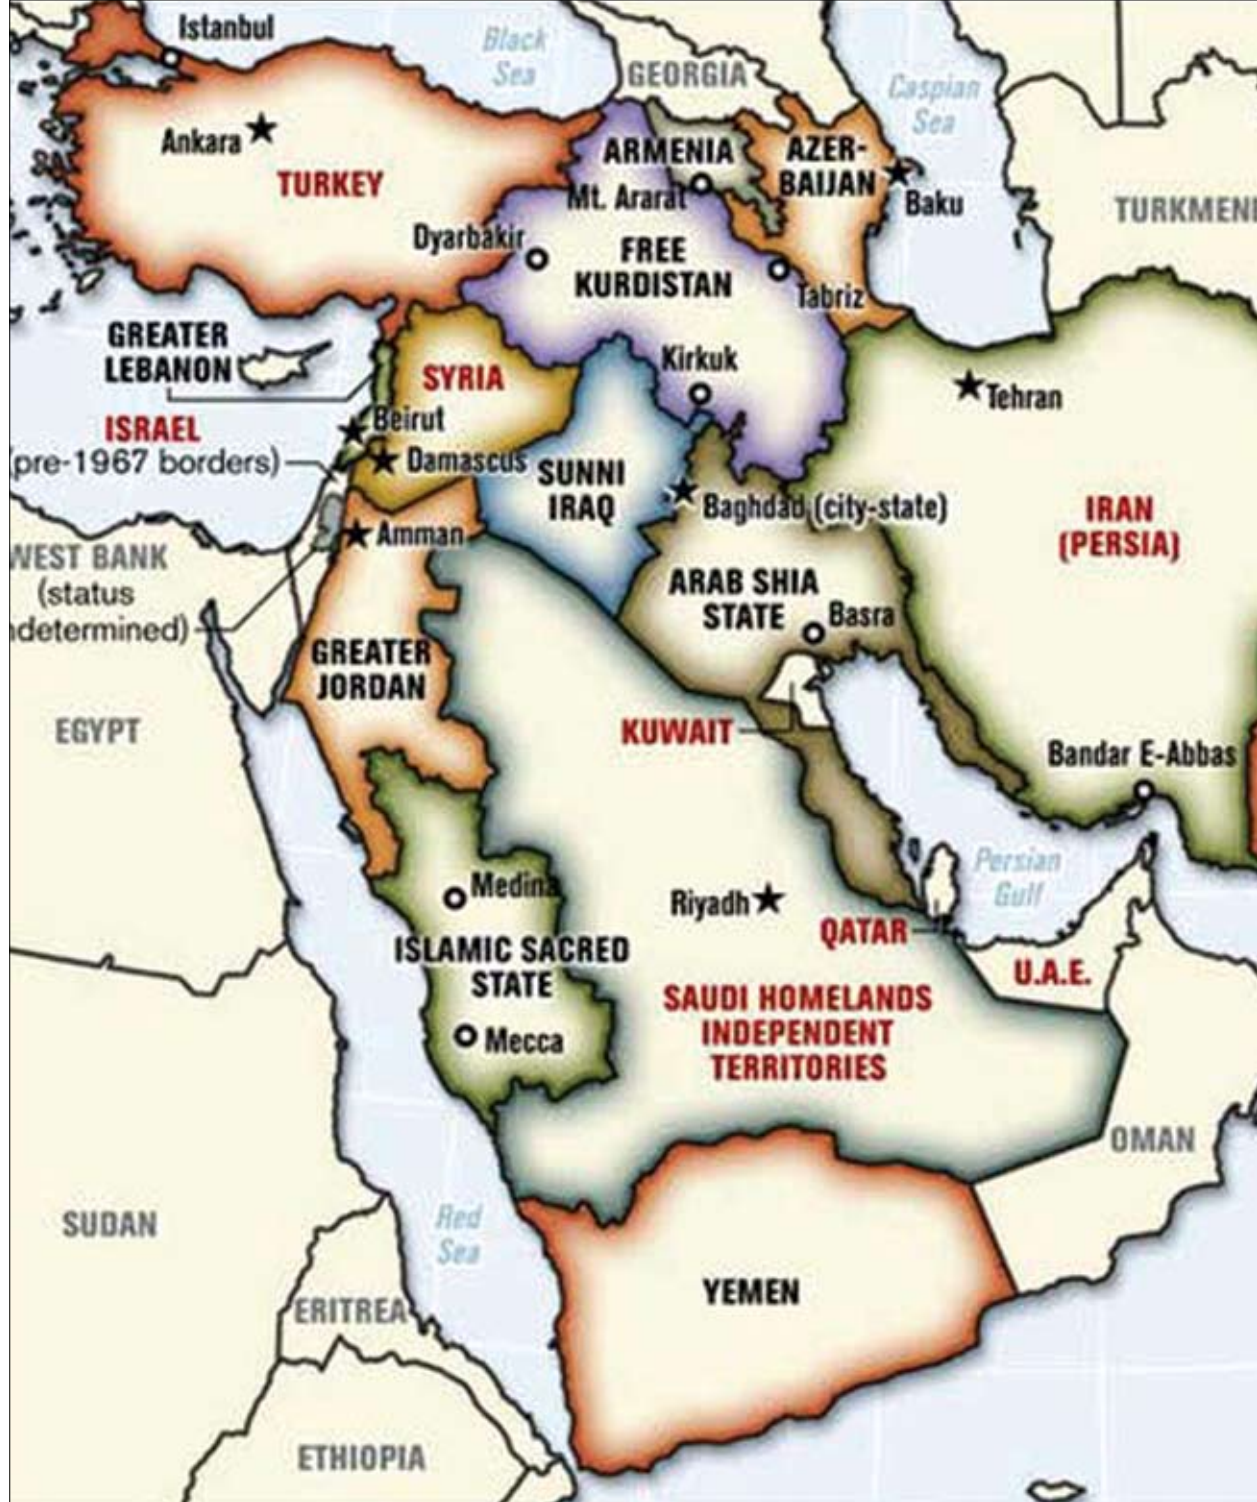 Istanbul
Black
Sea
GEORGIA
Caspian
Sea
Ankara
TURKEY
ARMENIA
AZER-
BAIJAN
Mt. Ararat
Baku
TURKMENI
Dyarbakir
FREE
KURDISTAN
Tabriz
GREATER
LEBANON
SYRIA
Kirkuk
Tehran
ISRAEL
(pre-1967 borders)
Beirut
Damascus
SUNNI
IRAQ
Baghdad (city-state)
IRAN
(PERSIA)
WEST BANK
(status
ndetermined)
Amman
ARAB SHIA
STATE
Basra
GREATER
JORDAN
EGYPT
KUWAIT
Bandar E-Abbas
Persian
Gulf
Medina
Riyadh
QATAR
ISLAMIC SACRED
STATE
U.A.E.
SAUDI HOMELANDS
INDEPENDENT
TERRITORIES
Mecca
OMAN
SUDAN
Red
Sea
YEMEN
ERITREA
ETHIOPIA